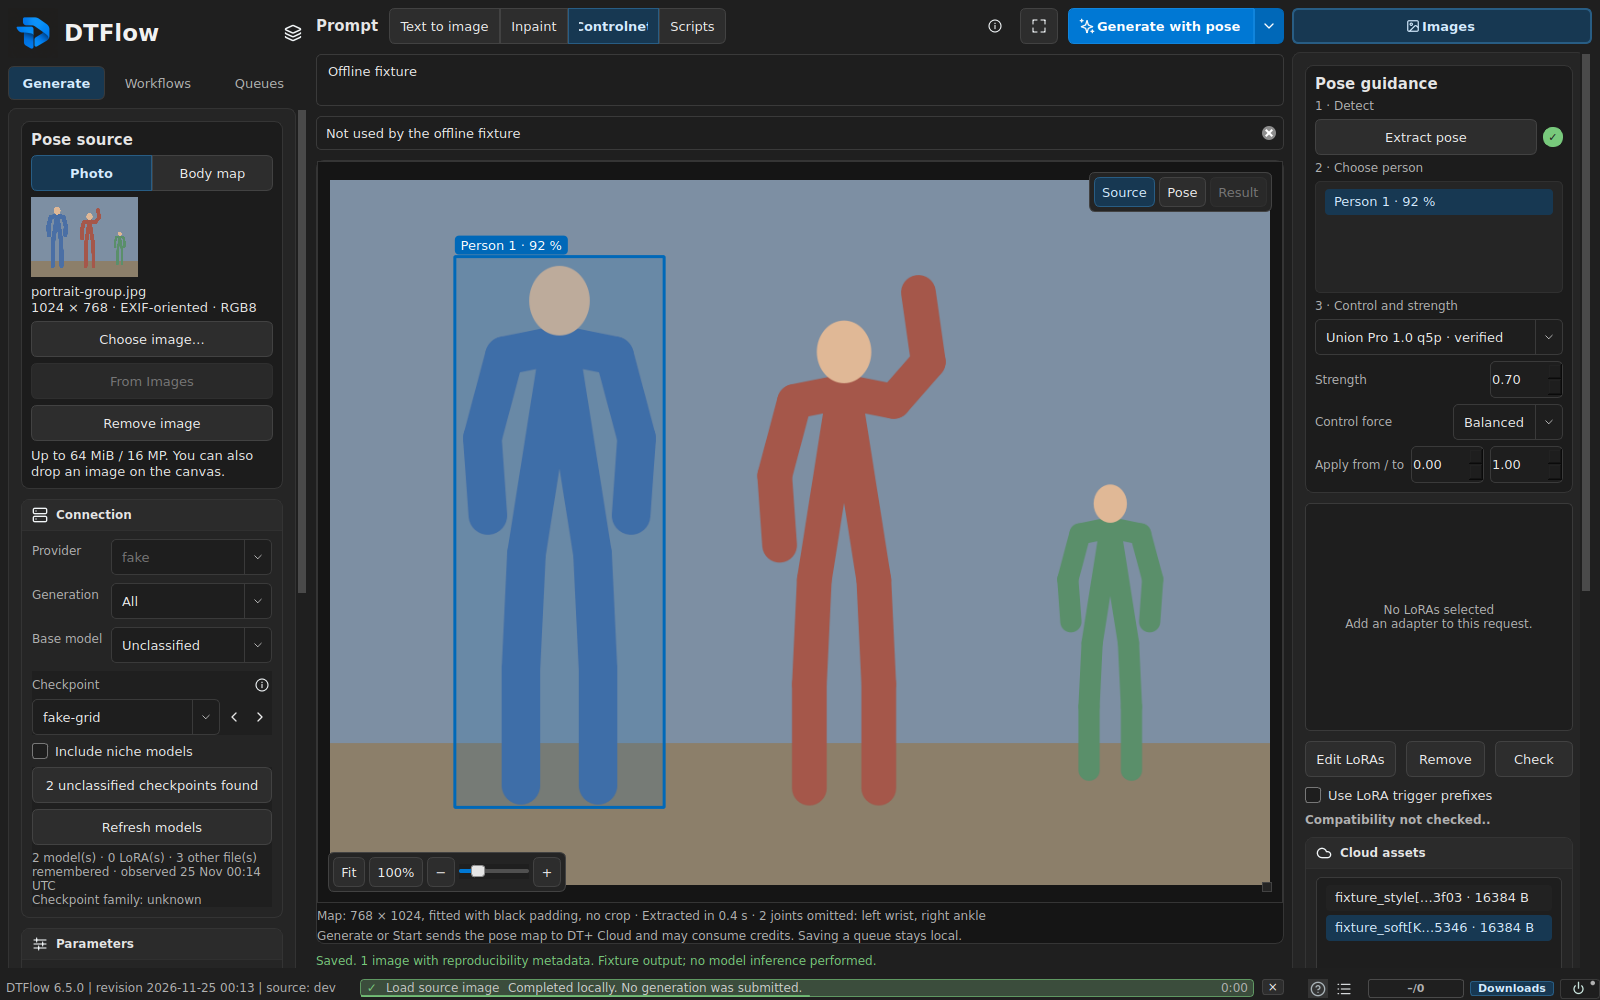 DTFlow
Prompt
Text to image
Inpaint
Controlnet
Scripts
Generate with pose
Images
Generate
Workflows
Queues
Offline fixture
Not used by the offline fixture
Pose source
Photo
Body map
portrait-group.jpg
1024 × 768 · EXIF-oriented · RGB8
Choose image...
From Images
Remove image
Up to 64 MiB / 16 MP. You can also
drop an image on the canvas.
Connection
Provider
fake
Generation
All
Base model
Unclassified
Checkpoint
fake-grid
Include niche models
2 unclassified checkpoints found
Refresh models
2 model(s) · 0 LoRA(s) · 3 other file(s)
remembered · observed 25 Nov 00:14
UTC
Checkpoint family: unknown
Parameters
Source
Pose
Result
Person 1 · 92 %
Fit
100%
−
+
Map: 768 × 1024, fitted with black padding, no crop · Extracted in 0.4 s · 2 joints omitted: left wrist, right ankle
Generate or Start sends the pose map to DT+ Cloud and may consume credits. Saving a queue stays local.
Saved. 1 image with reproducibility metadata. Fixture output; no model inference performed.
Pose guidance
1 · Detect
Extract pose
2 · Choose person
Person 1 · 92 %
3 · Control and strength
Union Pro 1.0 q5p · verified
Strength
0.70
Control force
Balanced
Apply from / to
0.00
1.00
No LoRAs selected
Add an adapter to this request.
Edit LoRAs
Remove
Check
Use LoRA trigger prefixes
Compatibility not checked..
Cloud assets
fixture_style[...3f03 · 16384 B
fixture_soft[K...5346 · 16384 B
DTFlow 6.5.0 | revision 2026-11-25 00:13 | source: dev
✓ Load source image Completed locally. No generation was submitted.
0:00
–/0
Downloads